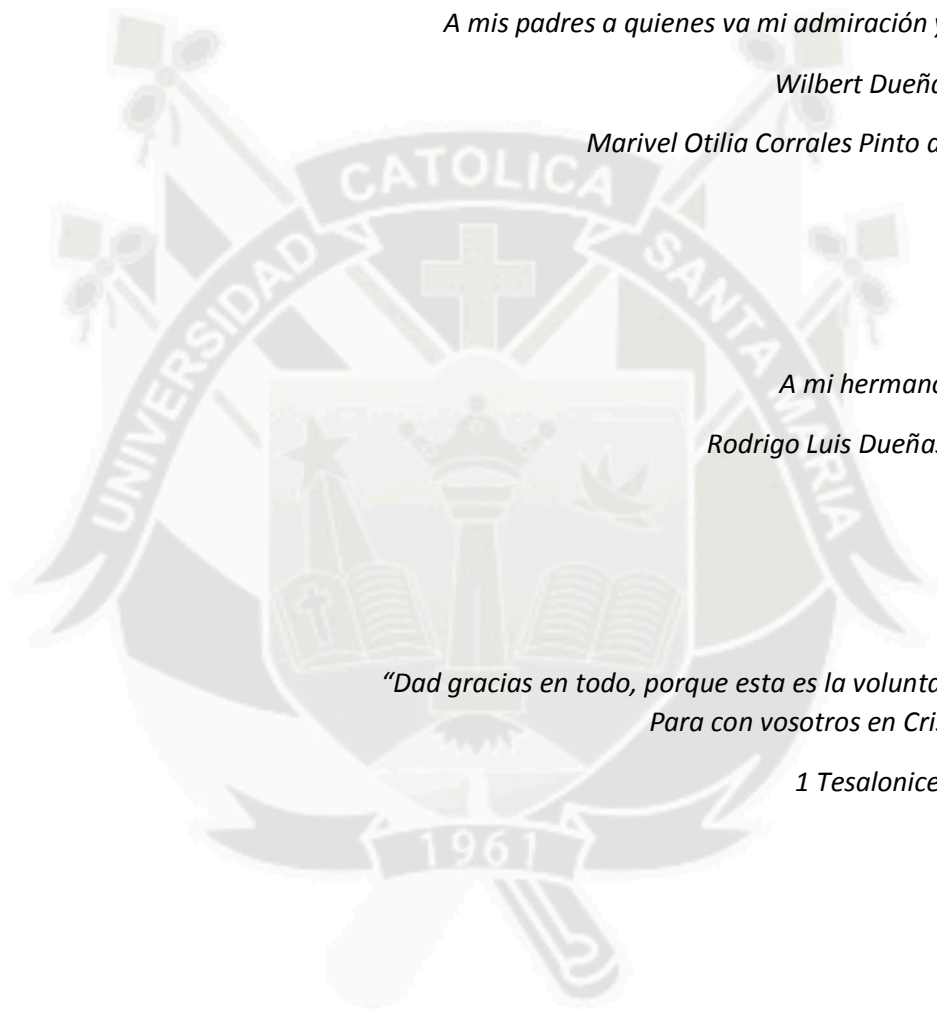 A mis padres a quienes va mi admiración
Wilbert
Marivel Otilia Corrales Pinto
A mi hermano
Rodrigo Luis
“Dad gracias en todo, porque esta es la
Para con vosotros en
1
UNIVERSIDAD CATOLICA SANTA MARIA
1961